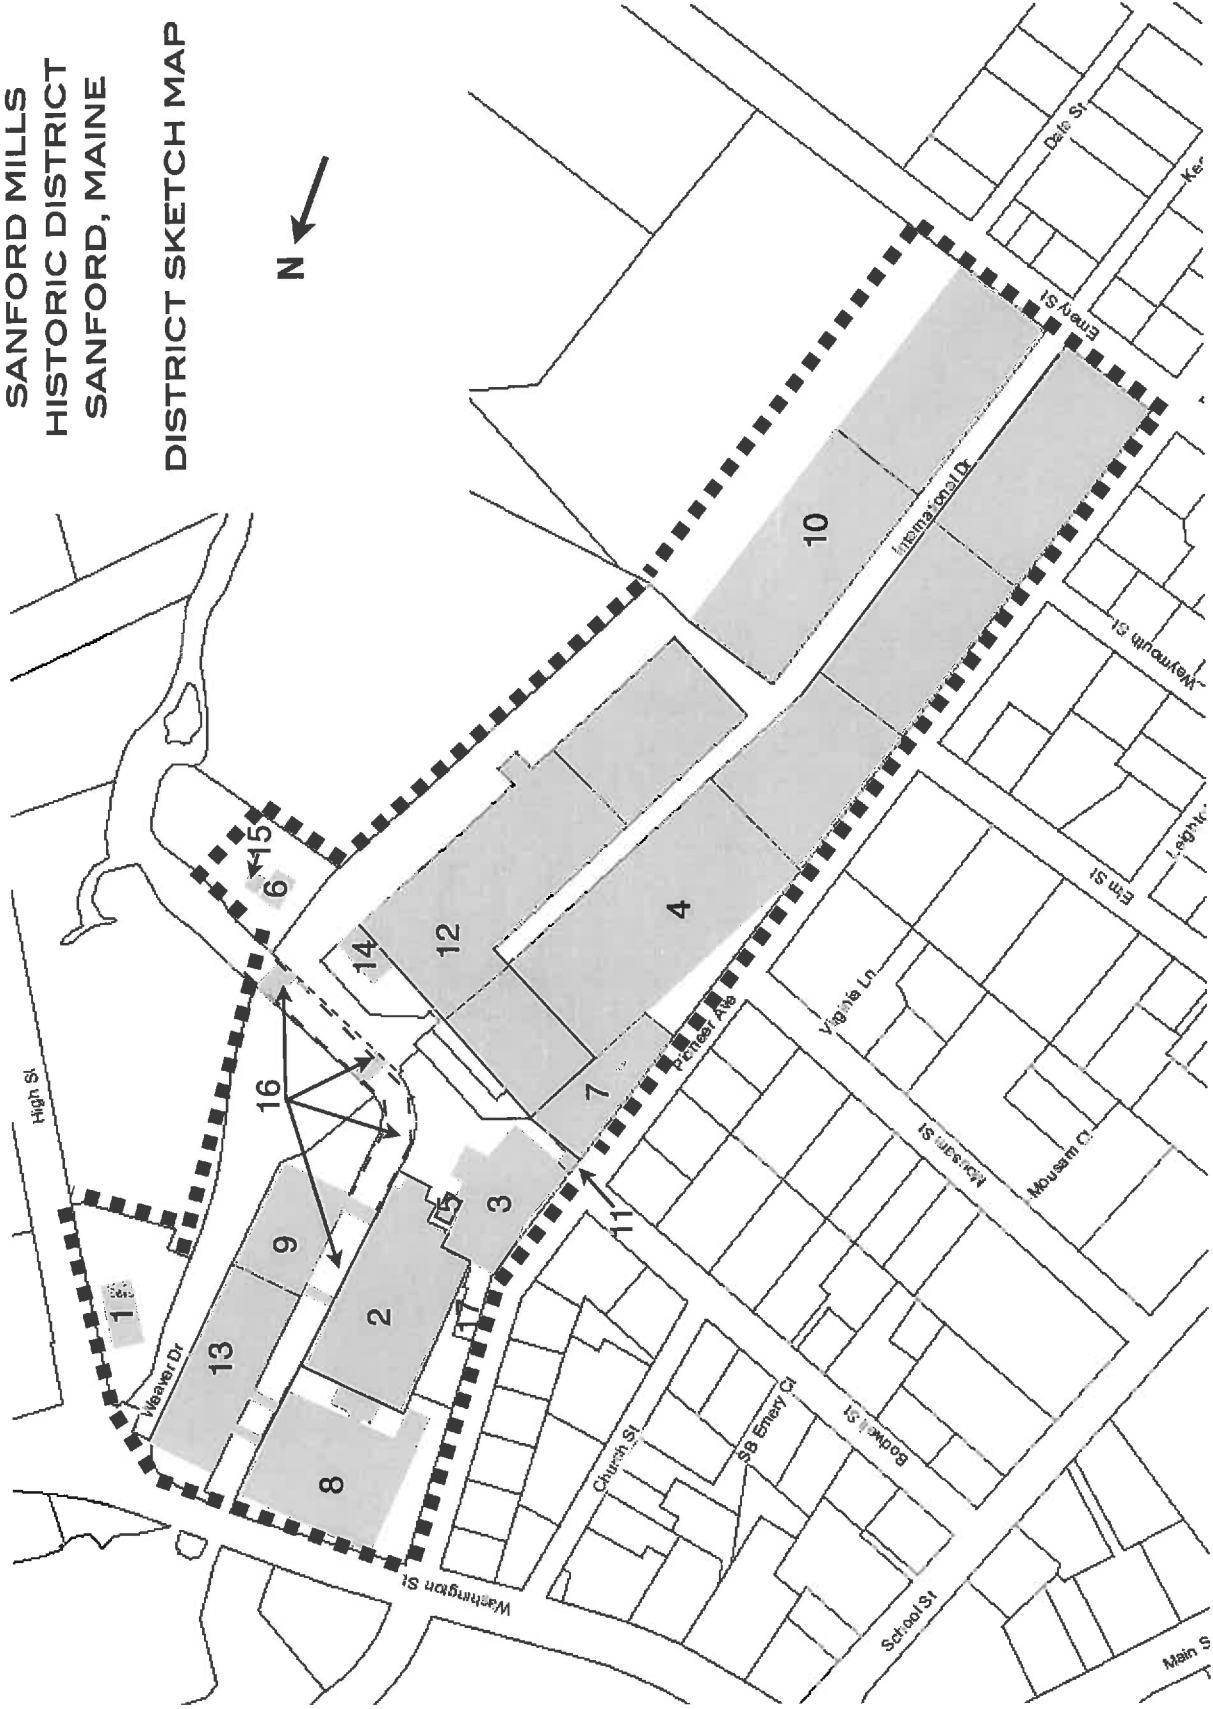 SANFORD MILLS
HISTORIC DISTRICT
SANFORD, MAINE
DISTRICT SKETCH MAP
N
High St
Weaver Dr
Washington St
Church St
SB Emery Ct
Bodwell St
School St
Main S
Mousam St
Mousam Ct
Virginia Ln
Pioneer Ave
Elm St
Leighto
Weymouth St
International Dr
Emery St
Dale St
1
2
3
4
5
6
7
8
9
10
11
12
13
14
15
16
17